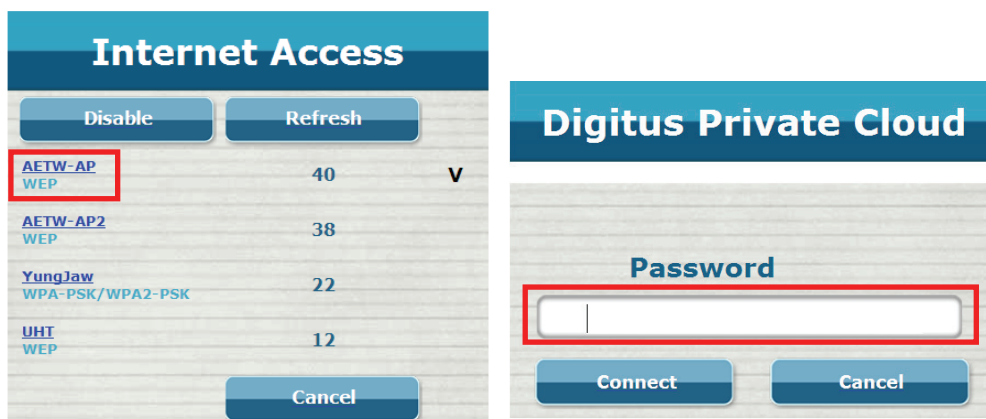 Internet Access
Disable Refresh
AETW-AP 40 V
WEP
AETW-AP2 38
WEP
YungJaw 22
WPA-PSK/WPA2-PSK
UHT 12
WEP
Cancel
Digitus Private Cloud
Password
Connect Cancel